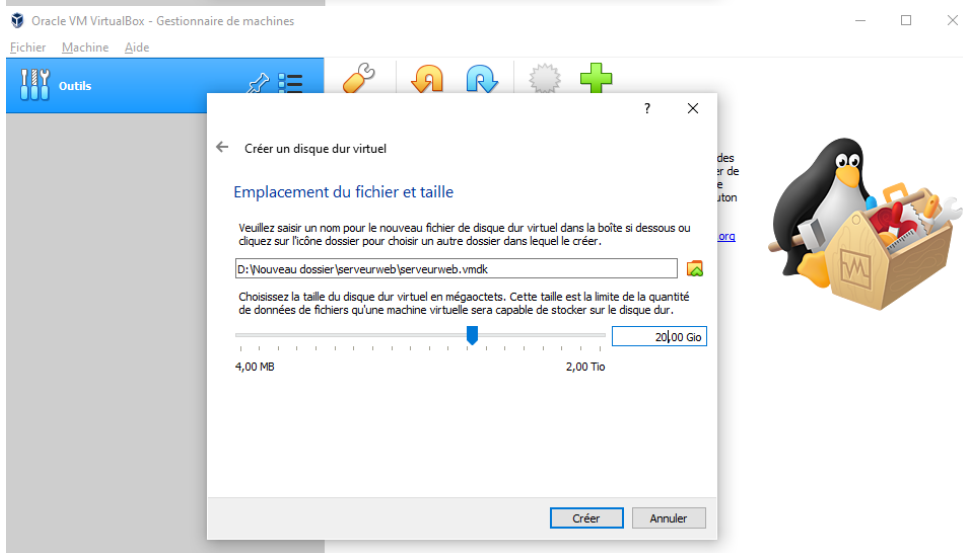 Oracle VM VirtualBox - Gestionnaire de machines
Fichier Machine Aide
Outils
?
Créer un disque dur virtuel
des
er de
e
uton
.org
Emplacement du fichier et taille
Veuillez saisir un nom pour le nouveau fichier de disque dur virtuel dans la boîte si dessous ou
cliquez sur l'icône dossier pour choisir un autre dossier dans lequel le créer.
D:\Nouveau dossier\serveurweb\serveurweb.vmdk
Choisissez la taille du disque dur virtuel en mégaoctets. Cette taille est la limite de la quantité
de données de fichiers qu'une machine virtuelle sera capable de stocker sur le disque dur.
20,00 Gio
4,00 MB 2,00 Tio
Créer Annuler